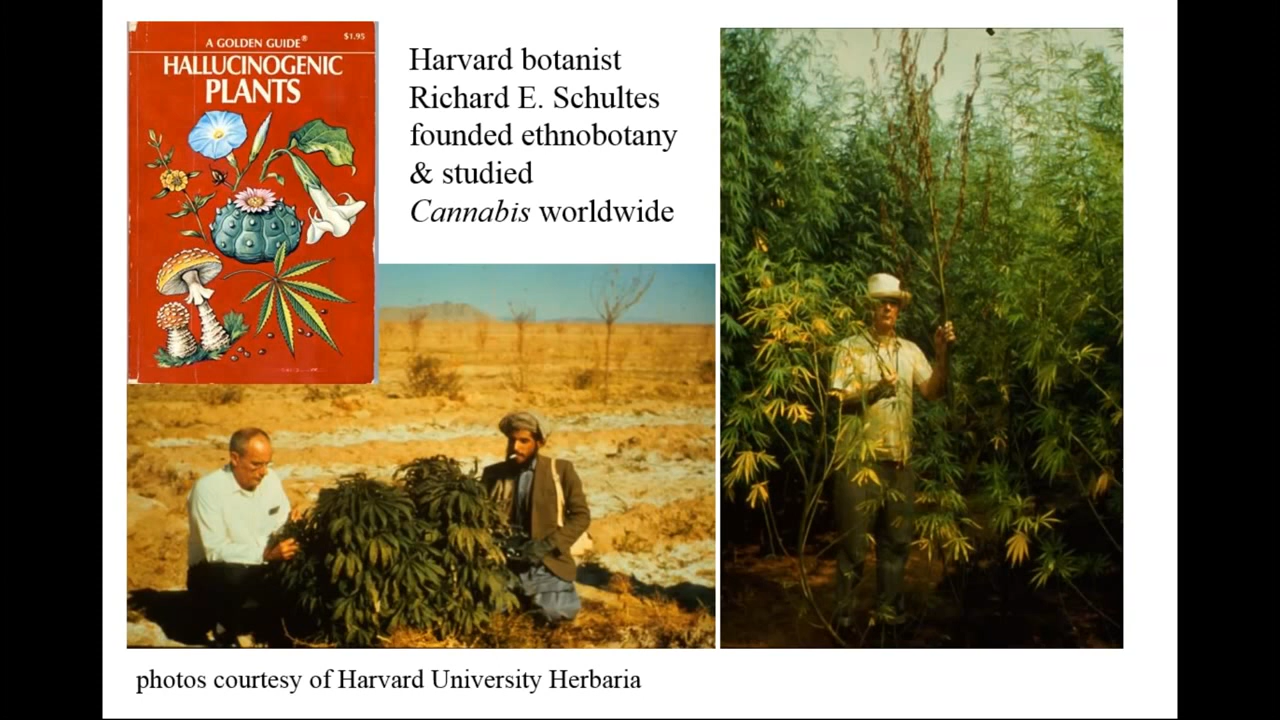 A GOLDEN GUIDE®
$1.95
HALLUCINOGENIC
PLANTS
Harvard botanist
Richard E. Schultes
founded ethnobotany
& studied
Cannabis worldwide
photos courtesy of Harvard University Herbaria